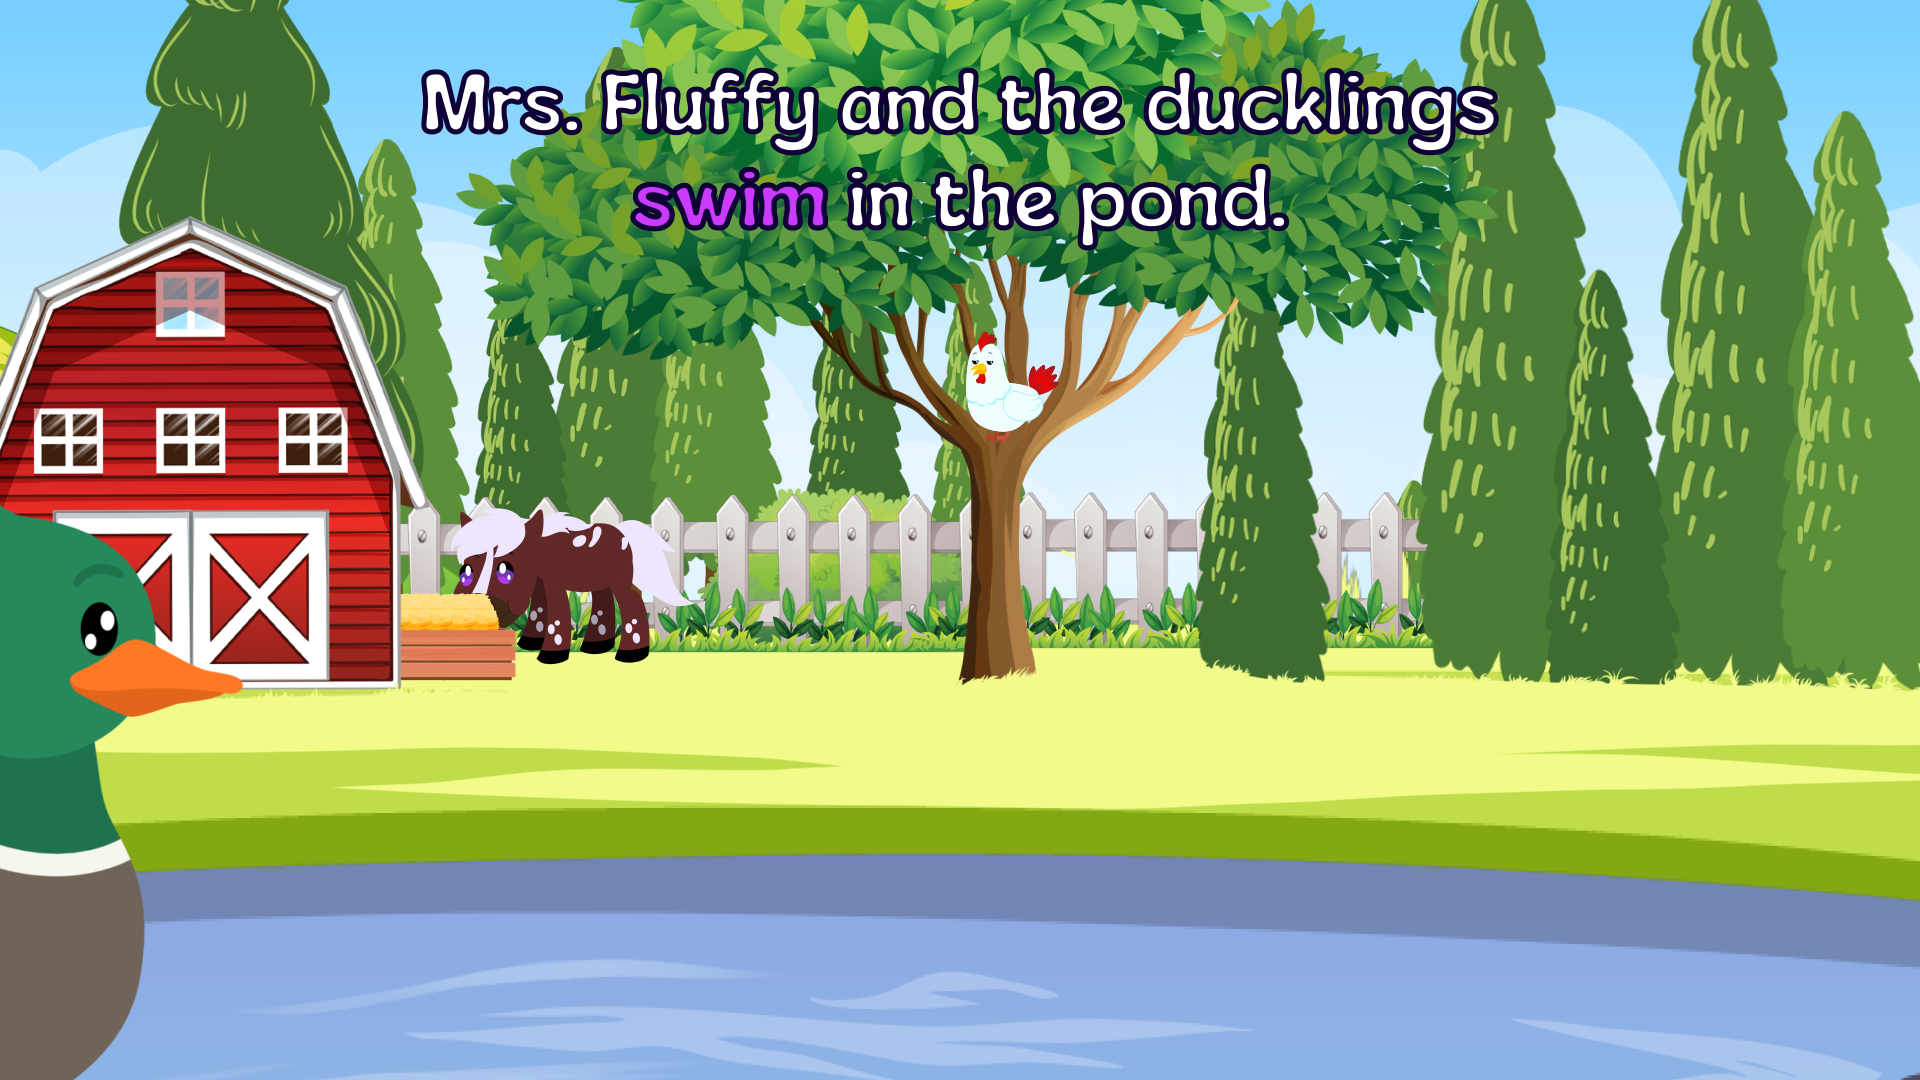 Mrs. Fluffy and the ducklings
swim in the pond.